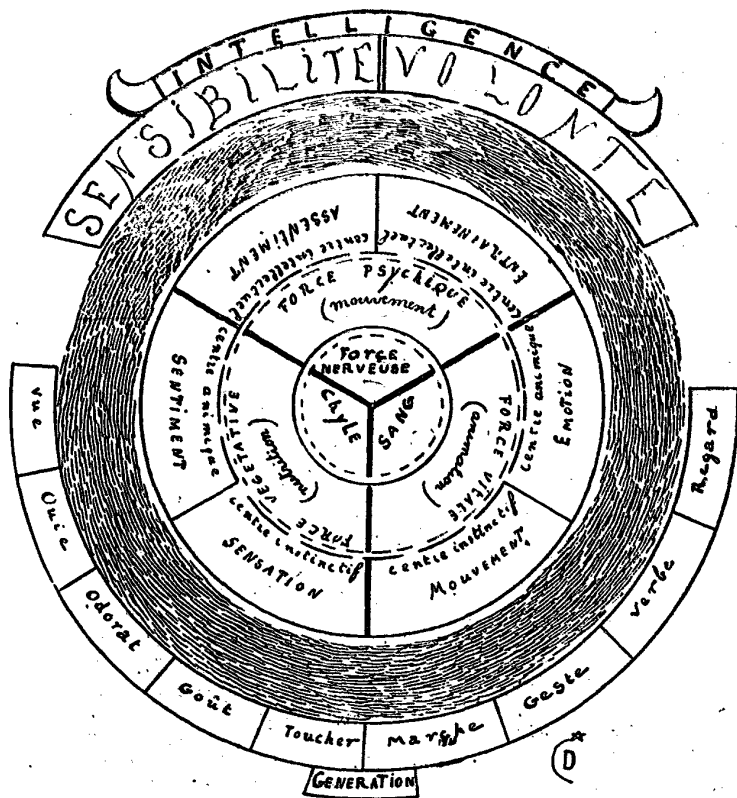 INTELLIGENCE
SENSIBILITE VOLONTE
ASSENTIMENT
centre intellectuel
ENTRAINEMENT
centre intellectuel
FORCE PSYCHIQUE
(mouvement)
FORCE
NERVEUSE
CHYLE
SANG
SENTIMENT
centre animique
FORCE VEGETATIVE
(nutrition)
EMOTION
centre animique
FORCE VITALE
(animation)
centre instinctif
SENSATION
centre instinctif
MOUVEMENT
Vue
Ouie
Odorat
Goût
Toucher
Marche
Geste
Verbe
Regard
GENERATION
D